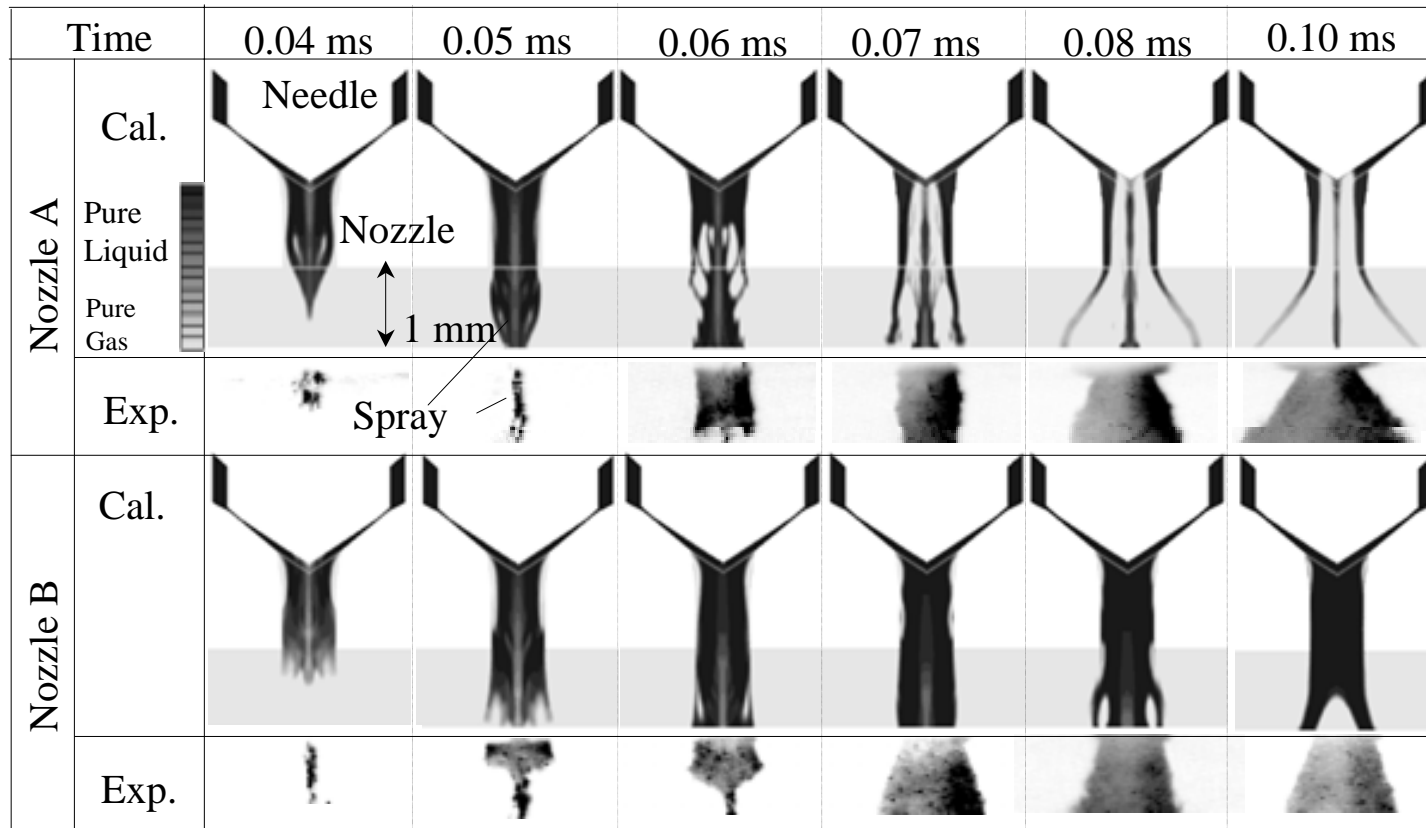 Time 0.04 ms 0.05 ms 0.06 ms 0.07 ms 0.08 ms 0.10 ms
Nozzle A
Cal.
Needle
Pure
Liquid
Pure
Gas
Nozzle
1 mm
Exp.
Spray
Nozzle B
Cal.
Exp.